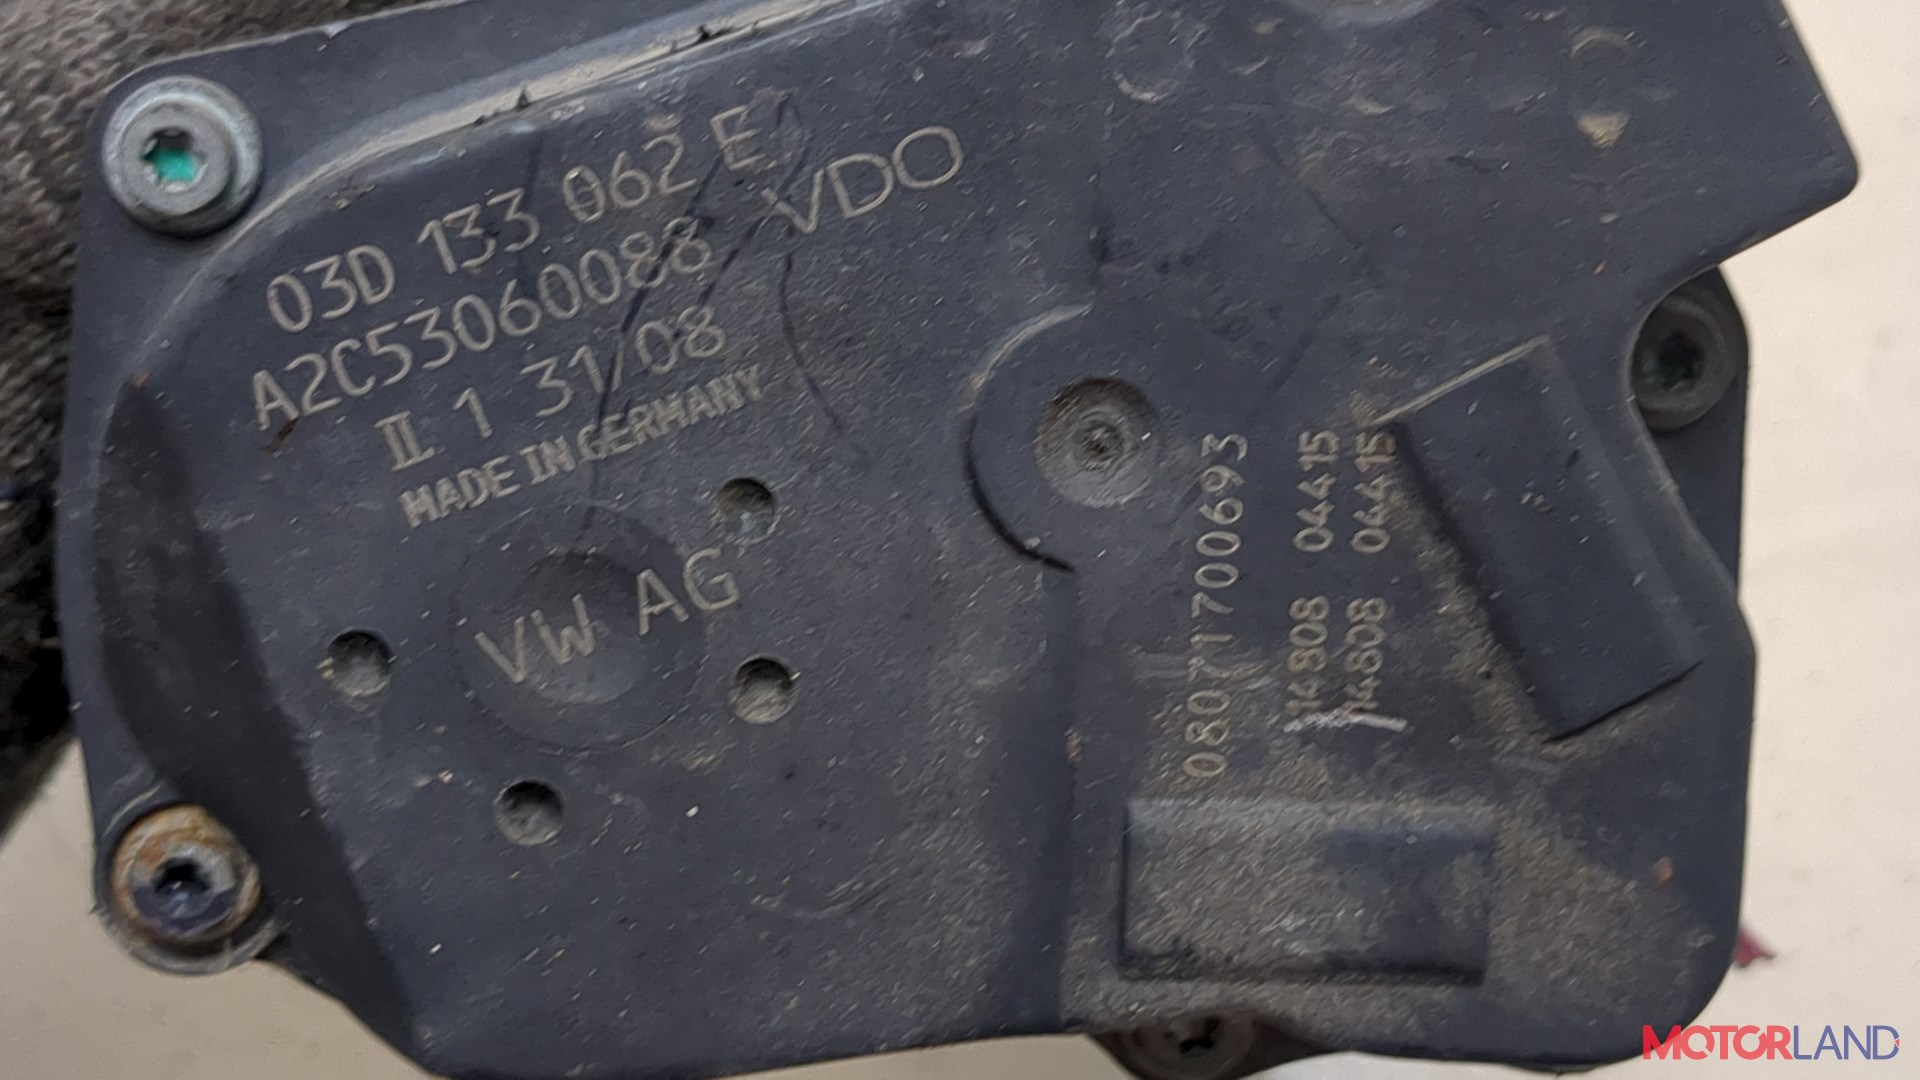 03D 133 062 E
A2C53060088 VDO
II 1 31/08
MADE IN GERMANY
VW AG
08071700693
14808 04415
14808 04415
MOTORLAND